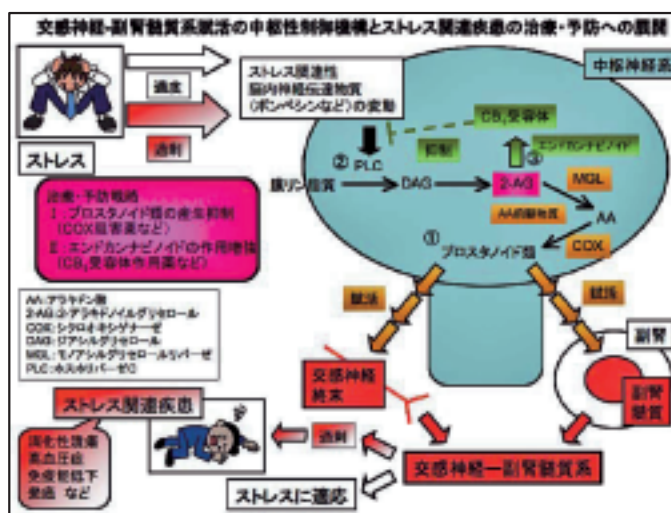 交感神経-副腎髄質系賦活の中枢性制御機構とストレス関連疾患の治療・予防への展開
適度
過剰
ストレス
ストレス関連性
脳内神経伝達物質
(ボンベシンなど)の変動
中枢神経系
CB₁受容体
抑制
エンドカンナビノイド
③
② PLC
膜リン脂質
DAG
2-AG
MGL
AA前駆物質
AA
COX
① プロスタノイド類
治療・予防戦略
Ⅰ:プロスタノイド類の産生抑制
(COX阻害薬など)
Ⅱ:エンドカンナビノイドの作用増強
(CB₁受容体作用薬など)
AA:アラキドン酸
2-AG:2-アラキドノイルグリセロール
COX:シクロオキシゲナーゼ
DAG:ジアシルグリセロール
MGL:モノアシルグリセロールリパーゼ
PLC:ホスホリパーゼC
賦活
賦活
副腎
副腎
髄質
交感神経
終末
ストレス関連疾患
消化性潰瘍
高血圧症
免疫能低下
発癌 など
過剰
交感神経ー副腎髄質系
ストレスに適応